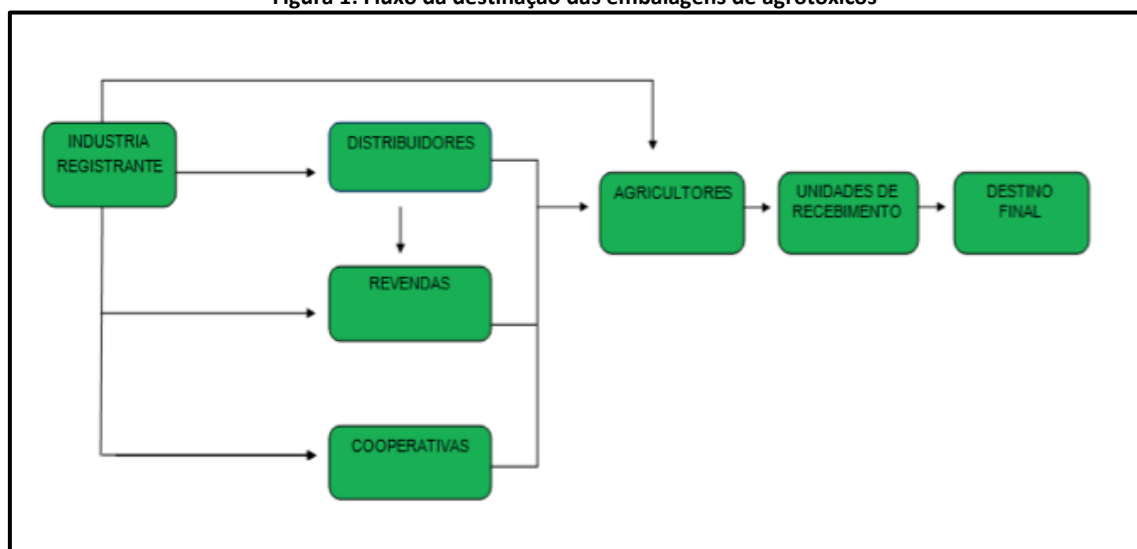 Figura 1: Fluxo da destinação das embalagens de agrotóxicos
INDUSTRIA
REGISTRANTE
DISTRIBUIDORES
REVENDAS
COOPERATIVAS
AGRICULTORES
UNIDADES DE
RECEBIMENTO
DESTINO
FINAL